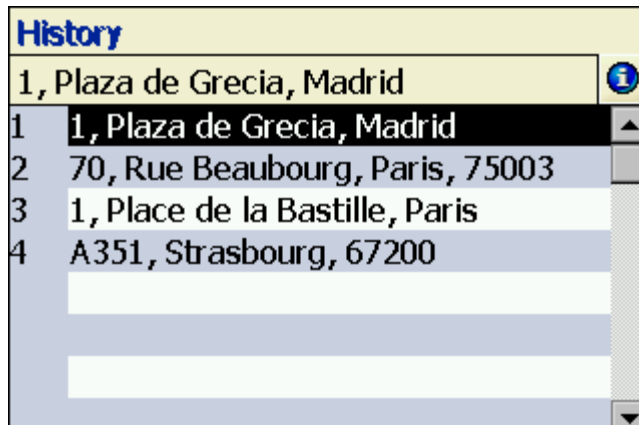 History
1, Plaza de Grecia, Madrid
1 1, Plaza de Grecia, Madrid
2 70, Rue Beaubourg, Paris, 75003
3 1, Place de la Bastille, Paris
4 A351, Strasbourg, 67200